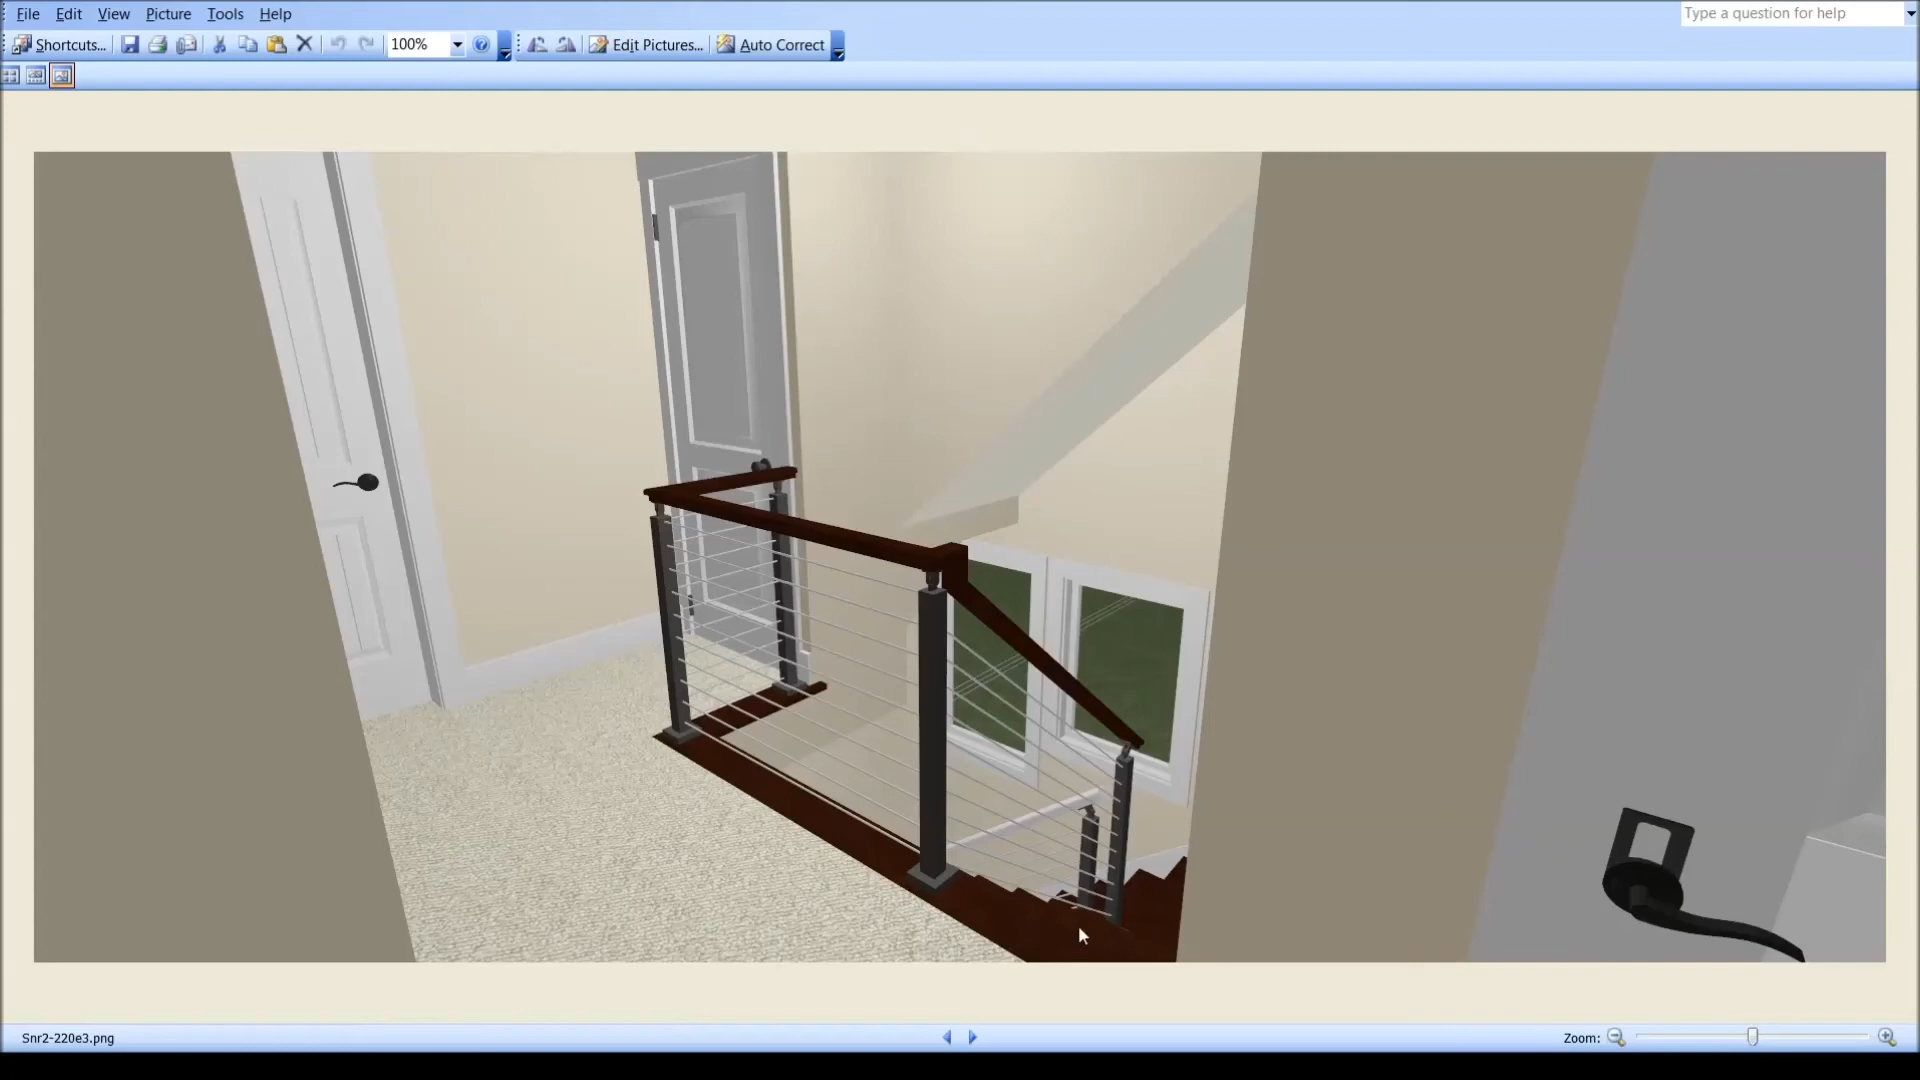 File Edit View Picture Tools Help
Type a question for help
Shortcuts... 100% Edit Pictures... Auto Correct
Snr2-220e3.png
Zoom: